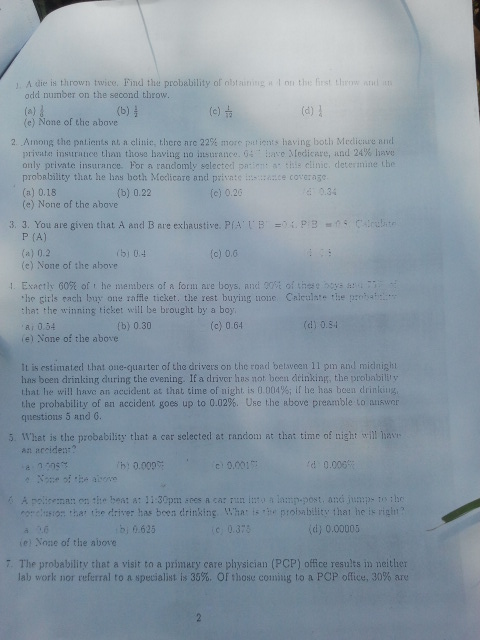 1. A die is thrown twice. Find the probability of obtaining a 4 on the first throw and an
odd number on the second throw.
(a) (b) (c) (d)
(e) None of the above
2. Among the patients at a clinic, there are 22% more patients having both Medicare and
private insurance than those having no insurance. 64% have Medicare, and 24% have
only private insurance. For a randomly selected patient at this clinic, determine the
probability that he has both Medicare and private insurance coverage.
(a) 0.18 (b) 0.22 (c) 0.26 (d) 0.34
(e) None of the above
3. 3. You are given that A and B are exhaustive, Calculate
P (A)
(a) 0.2 (b) 0.4 (c) 0.6
(e) None of the above
4. Exactly 60% of the members of a form are boys, and 90% of these boys and of
the girls each buy one raffle ticket, the rest buying none. Calculate the probability
that the winning ticket will be brought by a boy.
(a) 0.54 (b) 0.30 (c) 0.64 (d)
(e) None of the above
It is estimated that one-quarter of the drivers on the road between 11 pm and midnight
has been drinking during the evening. If a driver has not been drinking, the probability
that he will have an accident at that time of night is 0.004%; if he has been drinking,
the probability of an accident goes up to 0.02%. Use the above preamble to answer
questions 5 and 6.
5. What is the probability that a car selected at random at that time of night will have
an accident?
(a) (b) (c) (d)
e None of the above
6. A policeman on the beat at 11:30pm sees a car run into a lamp-post, and jumps to the
conclusion that the driver has been drinking. What is the probability that he is right?
(b) 0.625 (c) 0.375 (d) 0.00005
(e) None of the above
7. The probability that a visit to a primary care physician (PCP) office results in neither
lab work nor referral to a specialist is 35%. Of those coming to a PCP office, 30% are
2